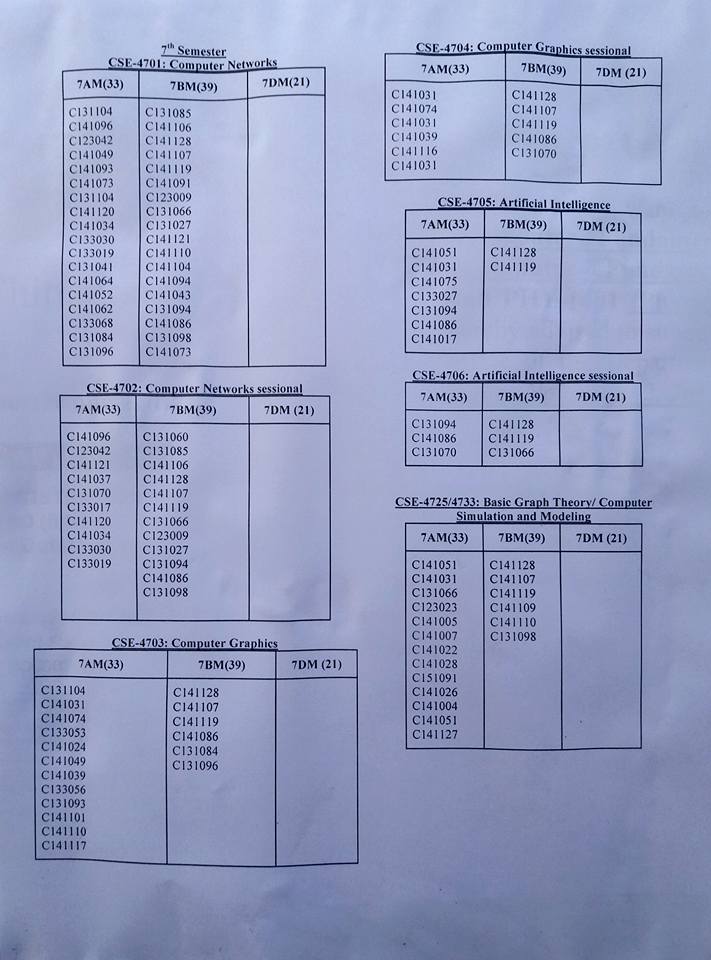 7th Semester
CSE-4701: Computer Networks
7AM(33) 7BM(39) 7DM(21)
C131104 C131085
C141096 C141106
C123042 C141128
C141049 C141107
C141093 C141119
C141073 C141091
C131104 C123009
C141120 C131066
C141034 C131027
C133030 C141121
C133019 C141110
C131041 C141104
C141064 C141094
C141052 C141043
C141062 C131094
C133068 C141086
C131084 C131098
C131096 C141073
CSE-4702: Computer Networks sessional
7AM(33) 7BM(39) 7DM (21)
C141096 C131060
C123042 C131085
C141121 C141106
C141037 C141128
C131070 C141107
C133017 C141119
C141120 C131066
C141034 C123009
C133030 C131027
C133019 C131094
C141086
C131098
CSE-4703: Computer Graphics
7AM(33) 7BM(39) 7DM (21)
C131104 C141128
C141031 C141107
C141074 C141119
C133053 C141086
C141024 C131084
C141049 C131096
C141039
C133056
C131093
C141101
C141110
C141117
CSE-4704: Computer Graphics sessional
7AM(33) 7BM(39) 7DM (21)
C141031 C141128
C141074 C141107
C141031 C141119
C141039 C141086
C141116 C131070
C141031
CSE-4705: Artificial Intelligence
7AM(33) 7BM(39) 7DM (21)
C141051 C141128
C141031 C141119
C141075
C133027
C131094
C141086
C141017
CSE-4706: Artificial Intelligence sessional
7AM(33) 7BM(39) 7DM (21)
C131094 C141128
C141086 C141119
C131070 C131066
CSE-4725/4733: Basic Graph Theory/ Computer
Simulation and Modeling
7AM(33) 7BM(39) 7DM (21)
C141051 C141128
C141031 C141107
C131066 C141119
C123023 C141109
C141005 C141110
C141007 C131098
C141022
C141028
C151091
C141026
C141004
C141051
C141127